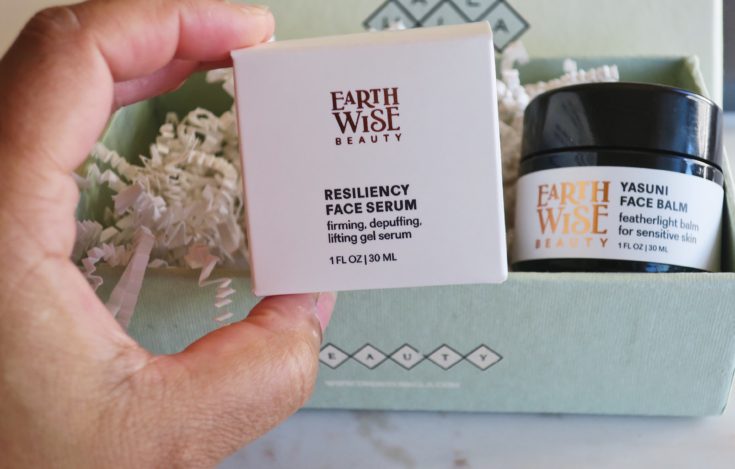 EARTH
WISE
BEAUTY
RESILIENCY
FACE SERUM
firming, depuffing,
lifting gel serum
1 FL OZ | 30 ML
EARTH
WISE
BEAUTY
YASUNI
FACE BALM
featherlight balm
for sensitive skin
1 FL OZ | 30 ML
EAUTY